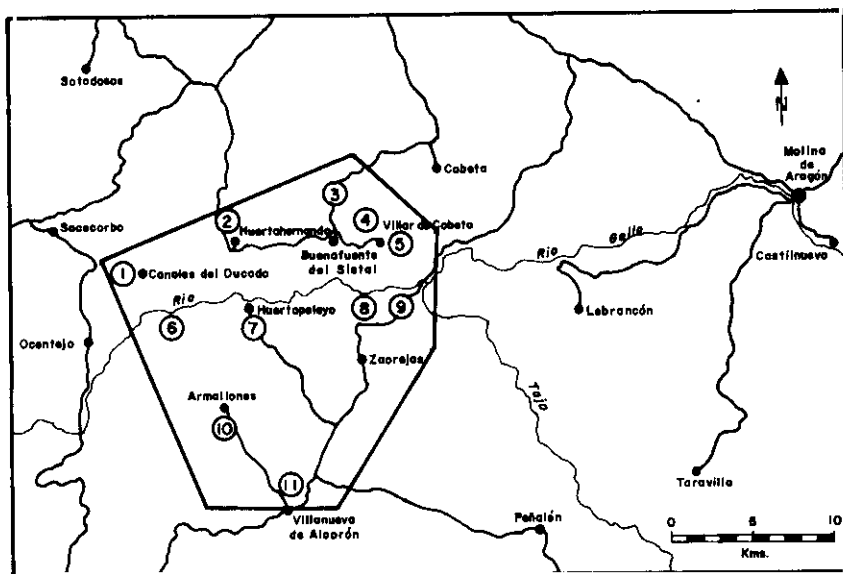 Sotodosos
N
Molina
de
Aragón
Cobeta
3
2
4
Sacecorbo
Huertahernando
Villar de Cobeta
5
Buenafuente
del Sistal
Río
Gallo
Castilnuevo
1
Canales del Ducado
Río
Huertapelayo
8
9
Lebrancón
6
7
Ocentejo
Zaorejas
Tajo
Armallones
10
Taravilla
11
Villanueva
de Alcorón
Peñalén
0
5
10
Kms.